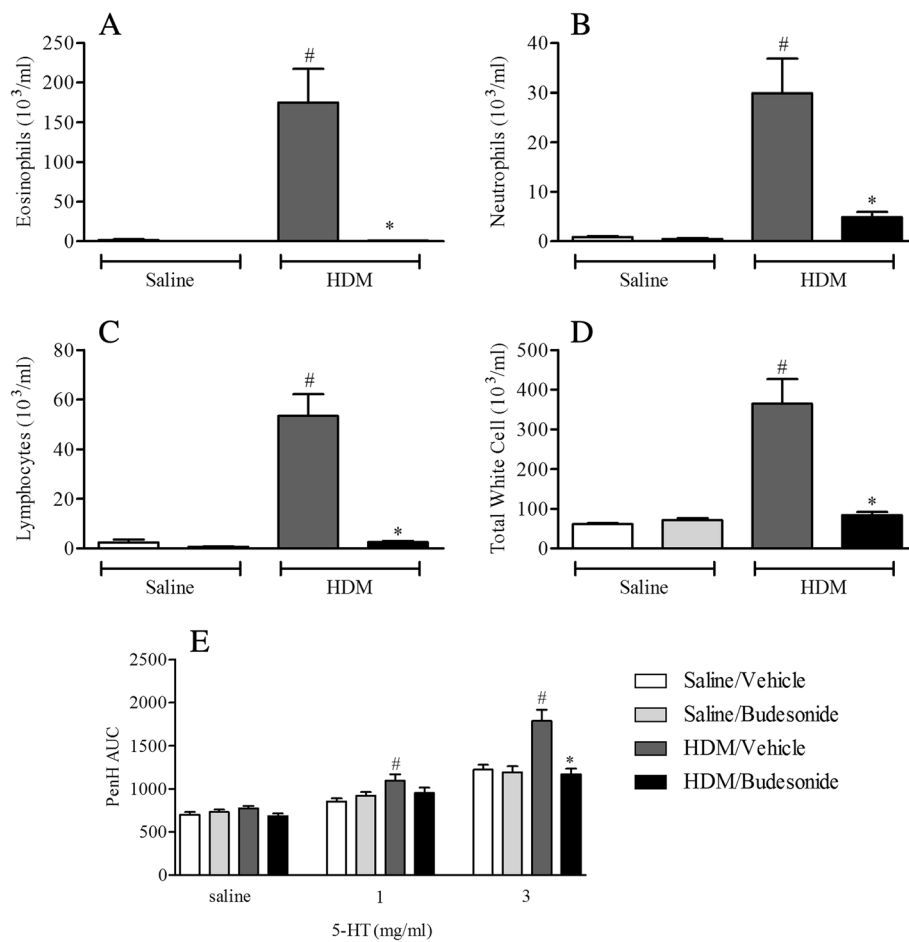 A
Eosinophils (10³/ml)
250
200
150
100
50
0
#
*
Saline
HDM
B
Neutrophils (10³/ml)
40
30
20
10
0
#
*
Saline
HDM
C
Lymphocytes (10³/ml)
80
60
40
20
0
#
*
Saline
HDM
D
Total White Cell (10³/ml)
500
400
300
200
100
0
#
*
Saline
HDM
E
PenH AUC
2500
2000
1500
1000
500
0
#
#
*
saline
1
3
5-HT (mg/ml)
Saline/Vehicle
Saline/Budesonide
HDM/Vehicle
HDM/Budesonide